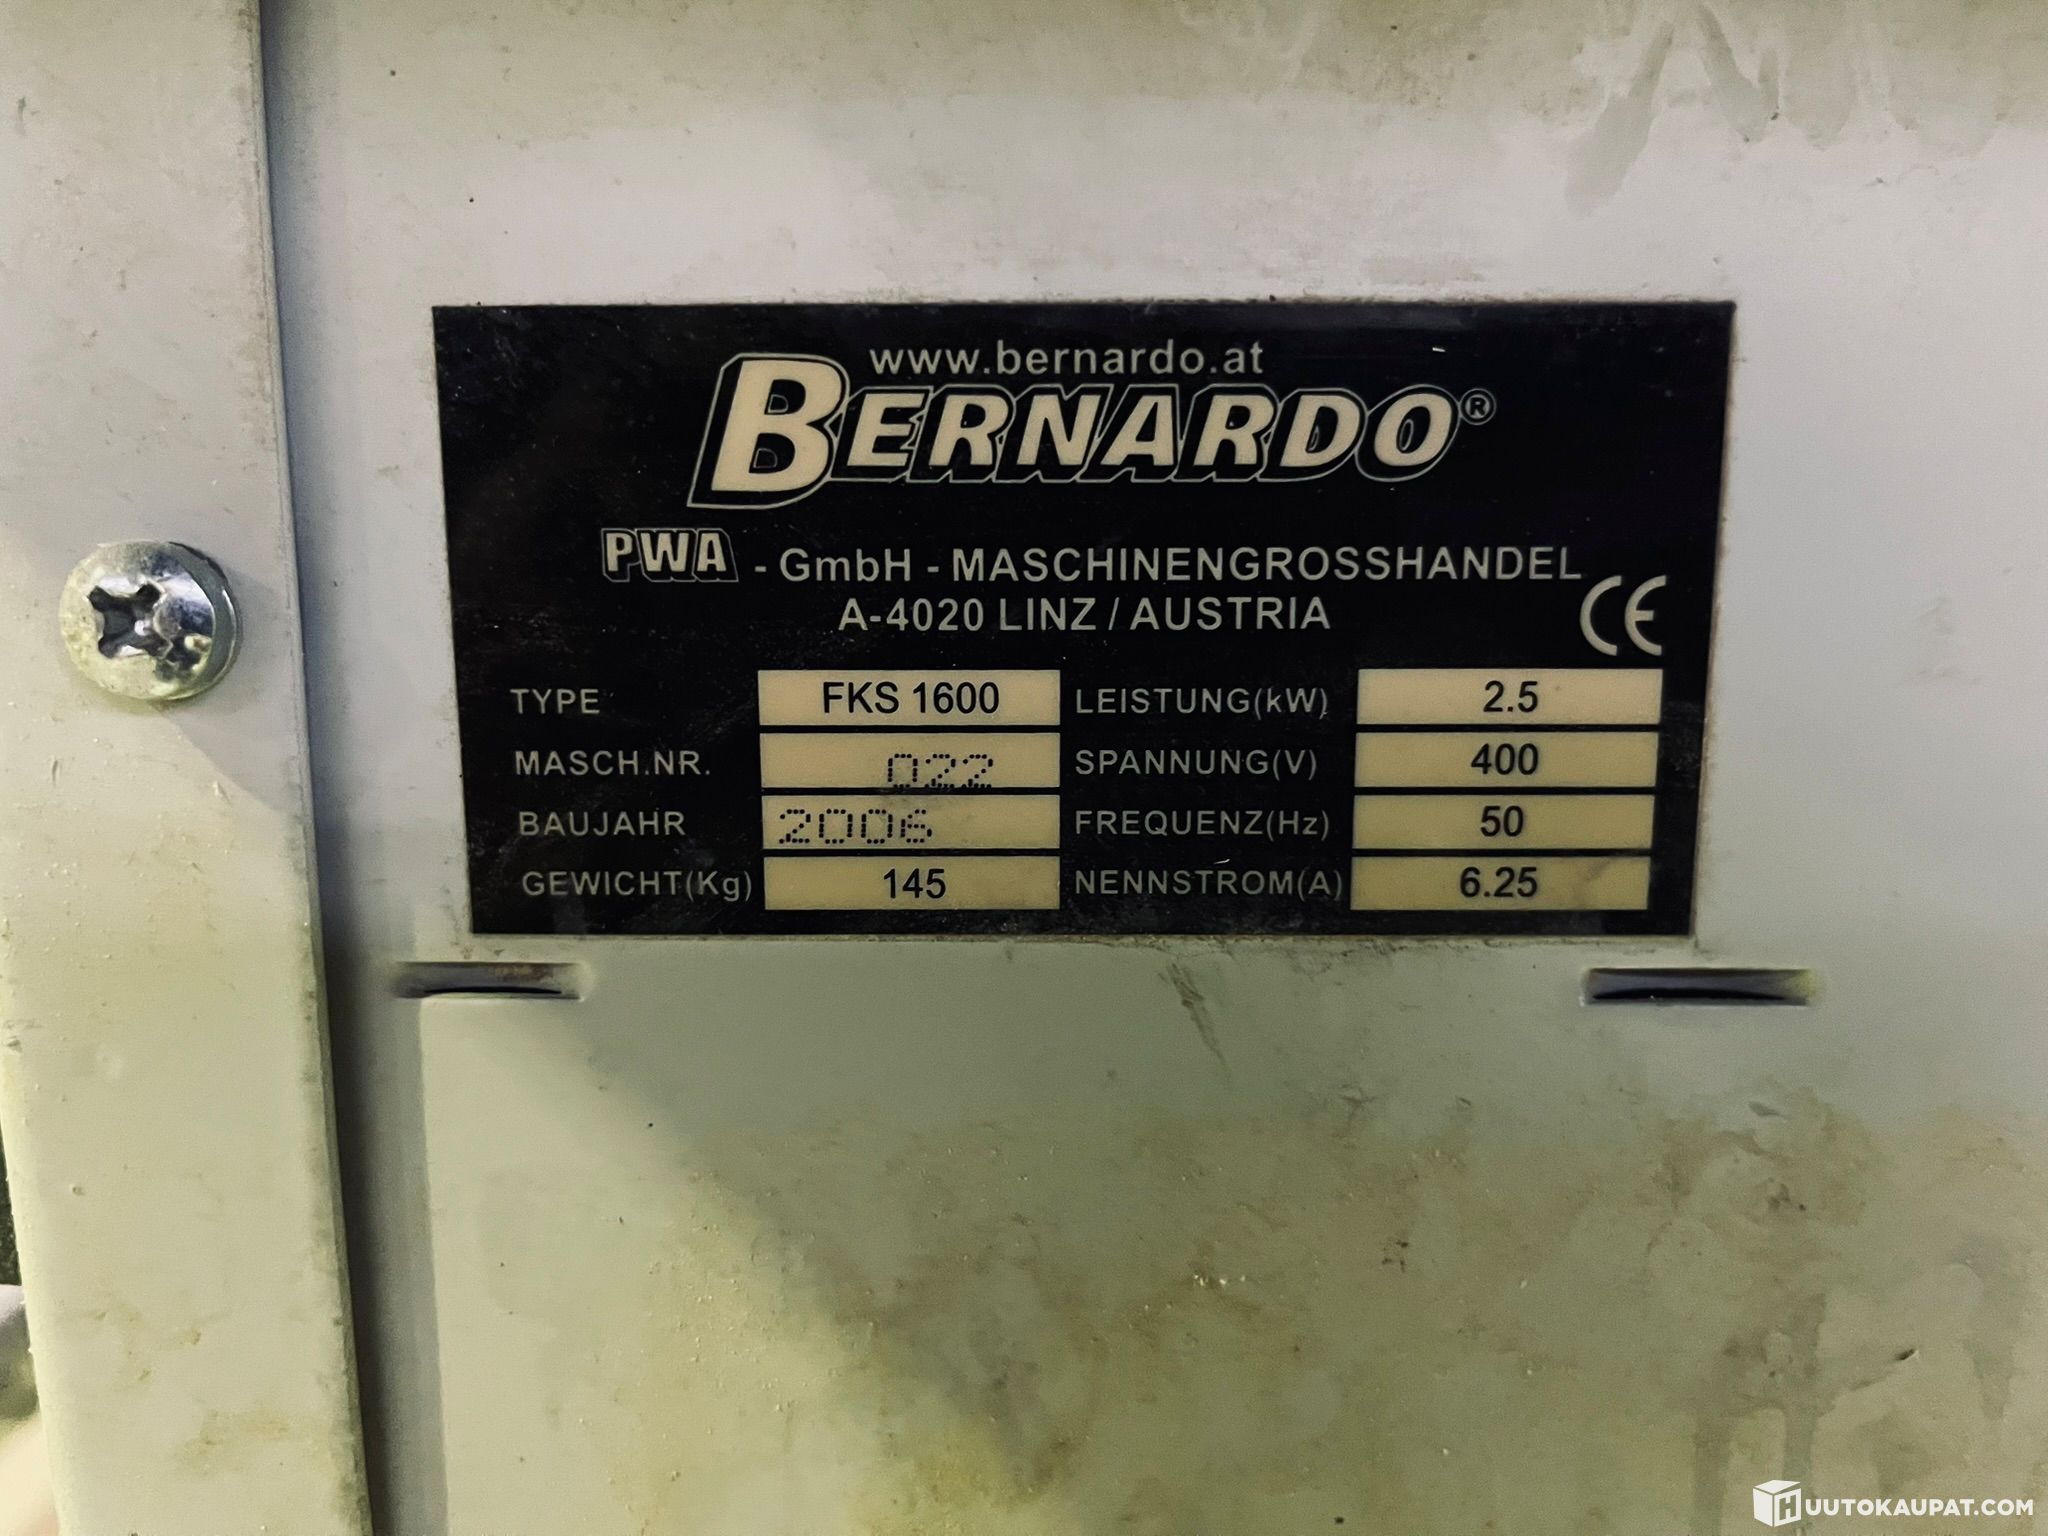 www.bernardo.at
BERNARDO®
PWA - GmbH - MASCHINENGROSSHANDEL
A-4020 LINZ / AUSTRIA
CE
TYPE FKS 1600 LEISTUNG(kW) 2.5
MASCH.NR. 022 SPANNUNG(V) 400
BAUJAHR 2006 FREQUENZ(Hz) 50
GEWICHT(Kg) 145 NENNSTROM(A) 6.25
HUUTOKAUPAT.COM